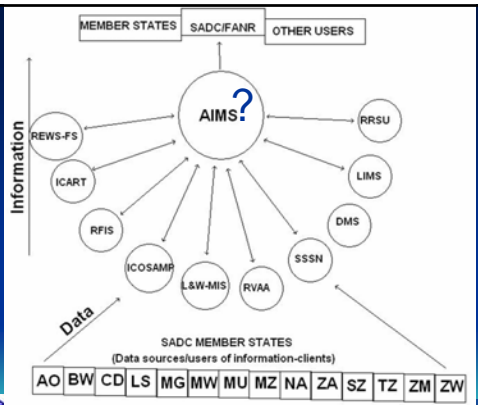 MEMBER STATES
SADC/FANR
OTHER USERS
AIMS?
REWS-FS
RRSU
ICART
LIMS
RFIS
DMS
ICOSAMP
L&W-MIS
RVAA
SSSN
Information
Data
SADC MEMBER STATES
(Data sources/users of information-clients)
AO BW CD LS MG MW MU MZ NA ZA SZ TZ ZM ZW